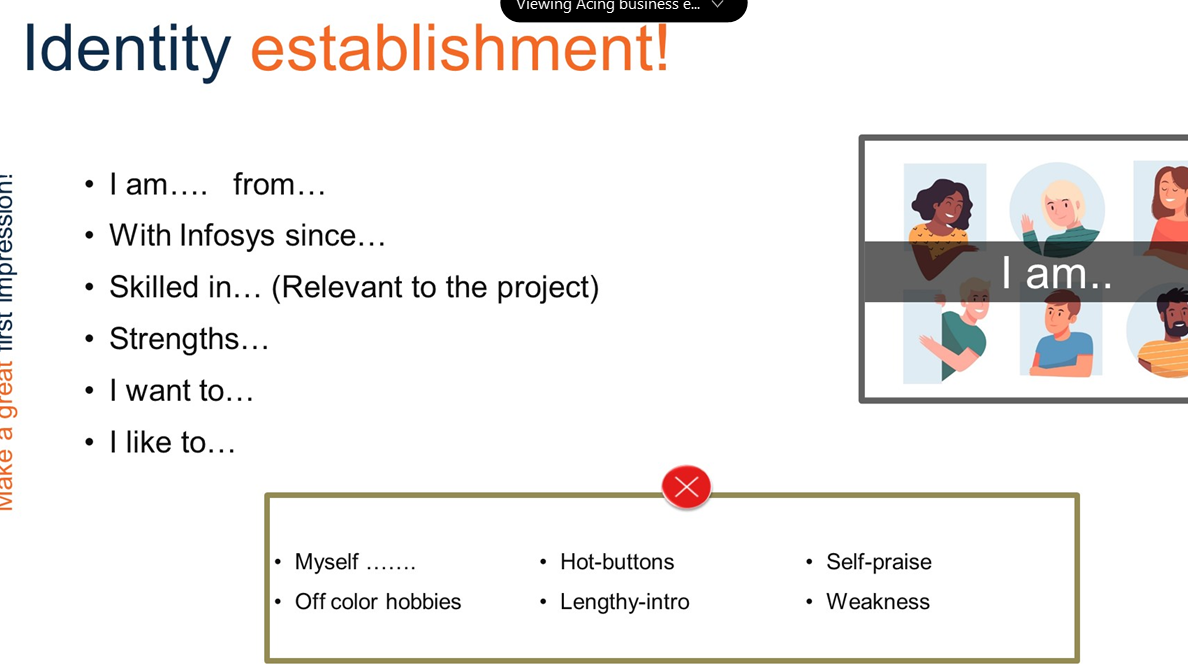 Viewing Acing business e...
Identity establishment!
Make a great first impression!
• I am…. from…
• With Infosys since…
• Skilled in… (Relevant to the project)
• Strengths…
• I want to…
• I like to…
I am..
• Myself …….
• Off color hobbies
• Hot-buttons
• Lengthy-intro
• Self-praise
• Weakness